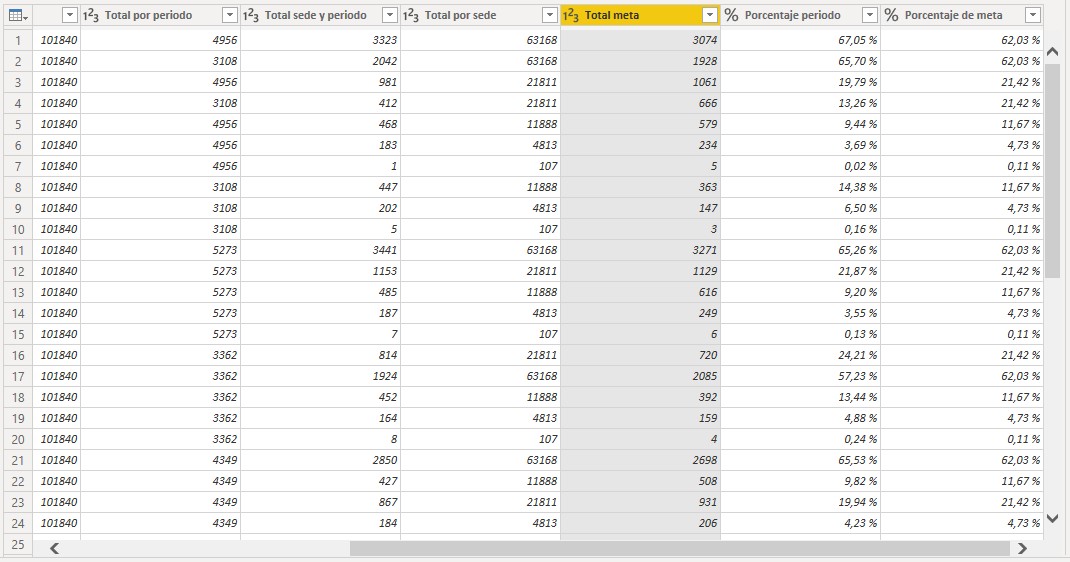 1²3 Total por periodo 1²3 Total sede y periodo 1²3 Total por sede 1²3 Total meta % Porcentaje periodo % Porcentaje de meta
1 101840 4956 3323 63168 3074 67,05 % 62,03 %
2 101840 3108 2042 63168 1928 65,70 % 62,03 %
3 101840 4956 981 21811 1061 19,79 % 21,42 %
4 101840 3108 412 21811 666 13,26 % 21,42 %
5 101840 4956 468 11888 579 9,44 % 11,67 %
6 101840 4956 183 4813 234 3,69 % 4,73 %
7 101840 4956 1 107 5 0,02 % 0,11 %
8 101840 3108 447 11888 363 14,38 % 11,67 %
9 101840 3108 202 4813 147 6,50 % 4,73 %
10 101840 3108 5 107 3 0,16 % 0,11 %
11 101840 5273 3441 63168 3271 65,26 % 62,03 %
12 101840 5273 1153 21811 1129 21,87 % 21,42 %
13 101840 5273 485 11888 616 9,20 % 11,67 %
14 101840 5273 187 4813 249 3,55 % 4,73 %
15 101840 5273 7 107 6 0,13 % 0,11 %
16 101840 3362 814 21811 720 24,21 % 21,42 %
17 101840 3362 1924 63168 2085 57,23 % 62,03 %
18 101840 3362 452 11888 392 13,44 % 11,67 %
19 101840 3362 164 4813 159 4,88 % 4,73 %
20 101840 3362 8 107 4 0,24 % 0,11 %
21 101840 4349 2850 63168 2698 65,53 % 62,03 %
22 101840 4349 427 11888 508 9,82 % 11,67 %
23 101840 4349 867 21811 931 19,94 % 21,42 %
24 101840 4349 184 4813 206 4,23 % 4,73 %
25